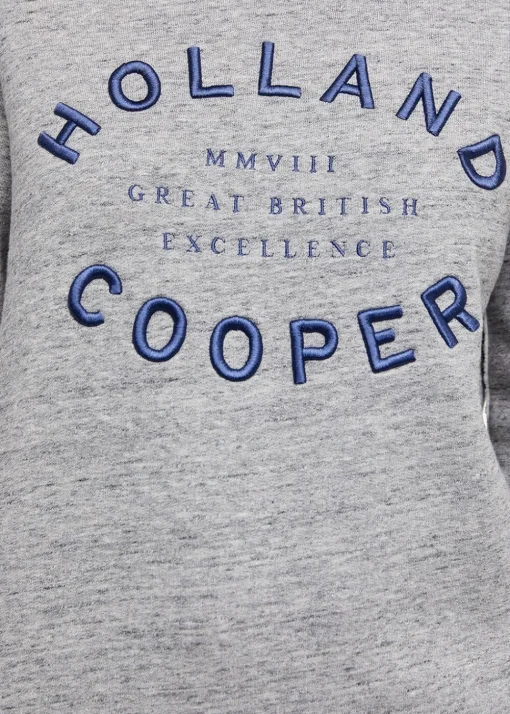 HOLLAND
MMVIII
GREAT BRITISH
EXCELLENCE
COOPER